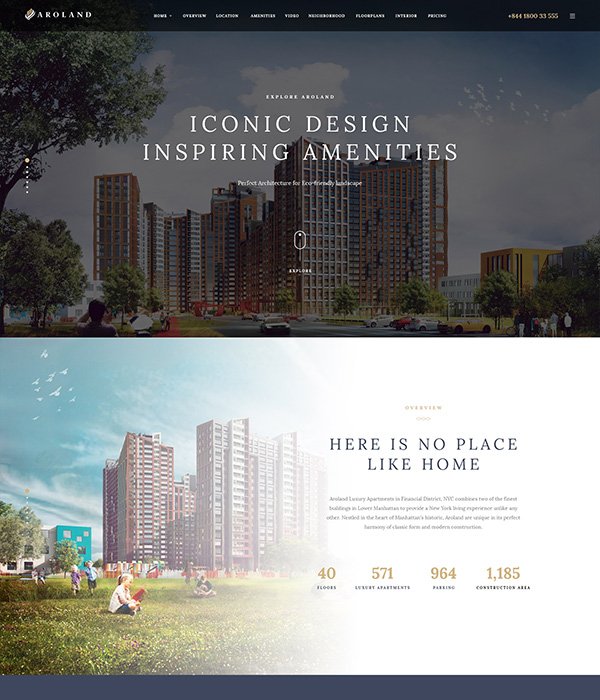 AROLAND
HOME OVERVIEW LOCATION AMENITIES VIDEO NEIGHBORHOOD FLOORPLANS INTERIOR PRICING
+844 1800 33 555
EXPLORE AROLAND
ICONIC DESIGN
INSPIRING AMENITIES
Perfect Architecture for Eco-friendly landscape
EXPLORE
OVERVIEW
HERE IS NO PLACE
LIKE HOME
Aroland Luxury Apartments in Financial District, NYC combines two of the finest
buildings in Lower Manhattan to provide a New York living experience unlike any
other. Nestled in the heart of Manhattan's historic, Aroland are unique in its perfect
harmony of classic form and modern construction.
40 571 964 1,185
FLOORS LUXURY APARTMENTS PARKING CONSTRUCTION AREA